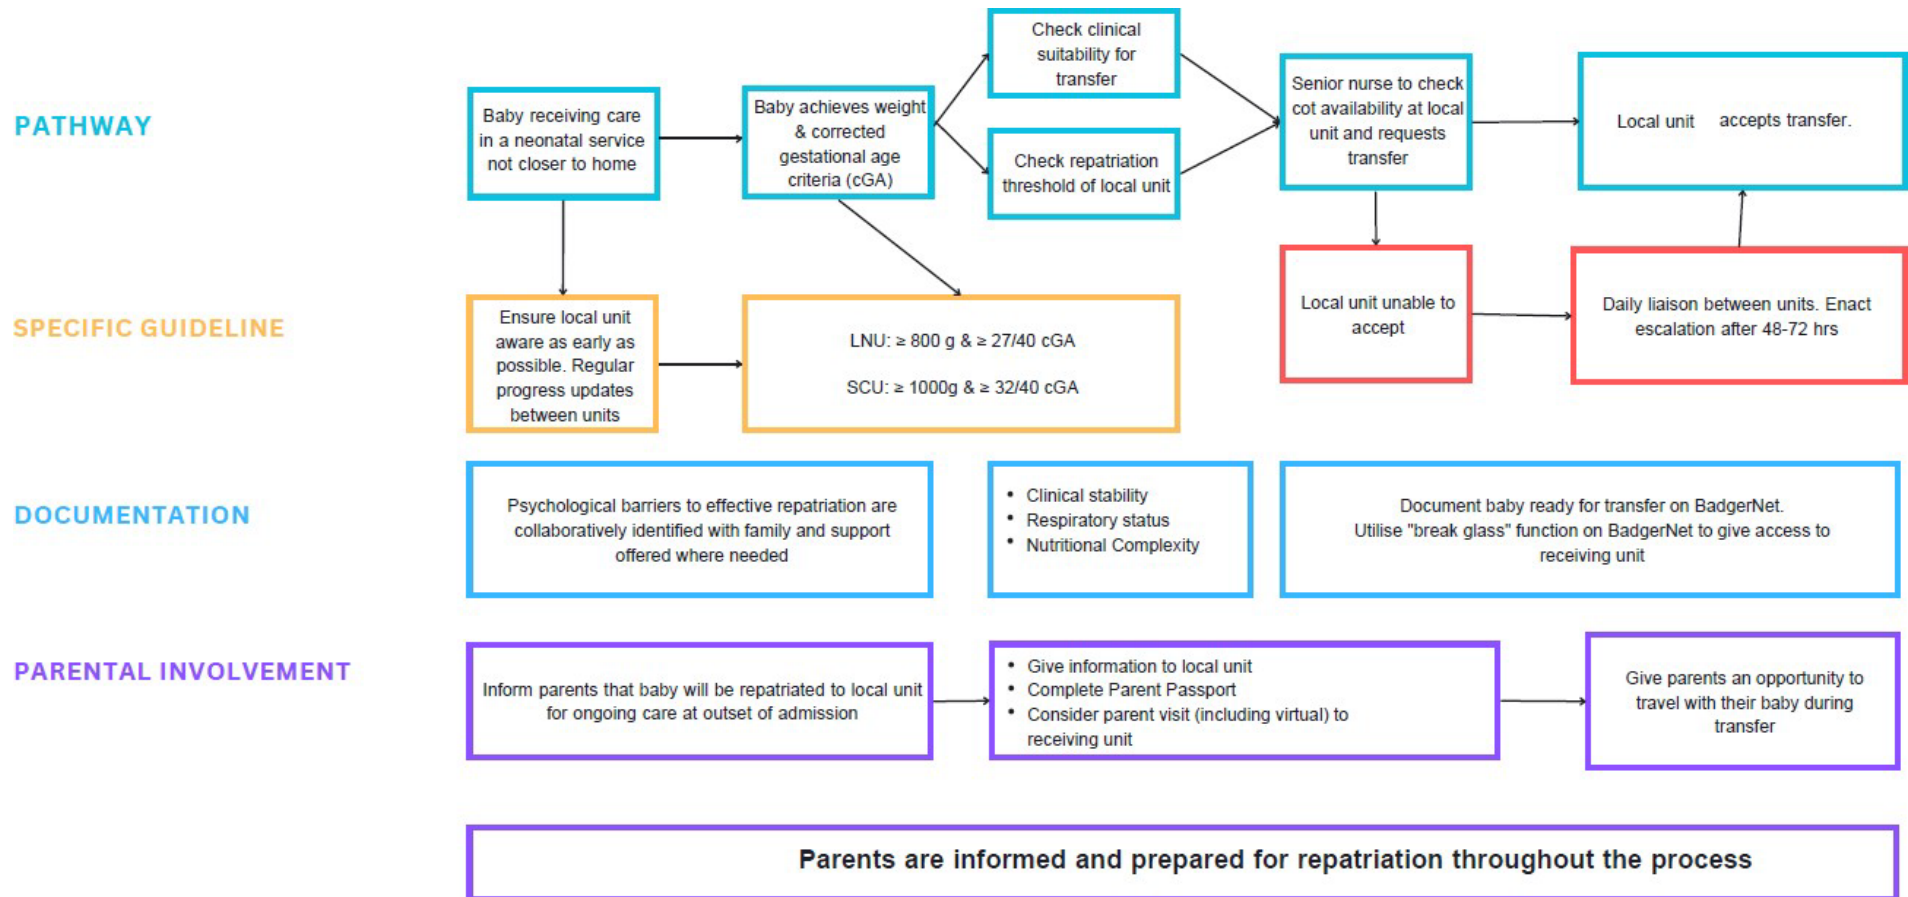 PATHWAY
Baby receiving care
in a neonatal service
not closer to home
Baby achieves weight
& corrected
gestational age
criteria (cGA)
Check clinical
suitability for
transfer
Check repatriation
threshold of local unit
Senior nurse to check
cot availability at local
unit and requests
transfer
Local unit accepts transfer.
SPECIFIC GUIDELINE
Ensure local unit
aware as early as
possible. Regular
progress updates
between units
LNU: ≥ 800 g & ≥ 27/40 cGA
SCU: ≥ 1000g & ≥ 32/40 cGA
Local unit unable to
accept
Daily liaison between units. Enact
escalation after 48-72 hrs
DOCUMENTATION
Psychological barriers to effective repatriation are
collaboratively identified with family and support
offered where needed
• Clinical stability
• Respiratory status
• Nutritional Complexity
Document baby ready for transfer on BadgerNet.
Utilise "break glass" function on BadgerNet to give access to
receiving unit
PARENTAL INVOLVEMENT
Inform parents that baby will be repatriated to local unit
for ongoing care at outset of admission
• Give information to local unit
• Complete Parent Passport
• Consider parent visit (including virtual) to
receiving unit
Give parents an opportunity to
travel with their baby during
transfer
Parents are informed and prepared for repatriation throughout the process